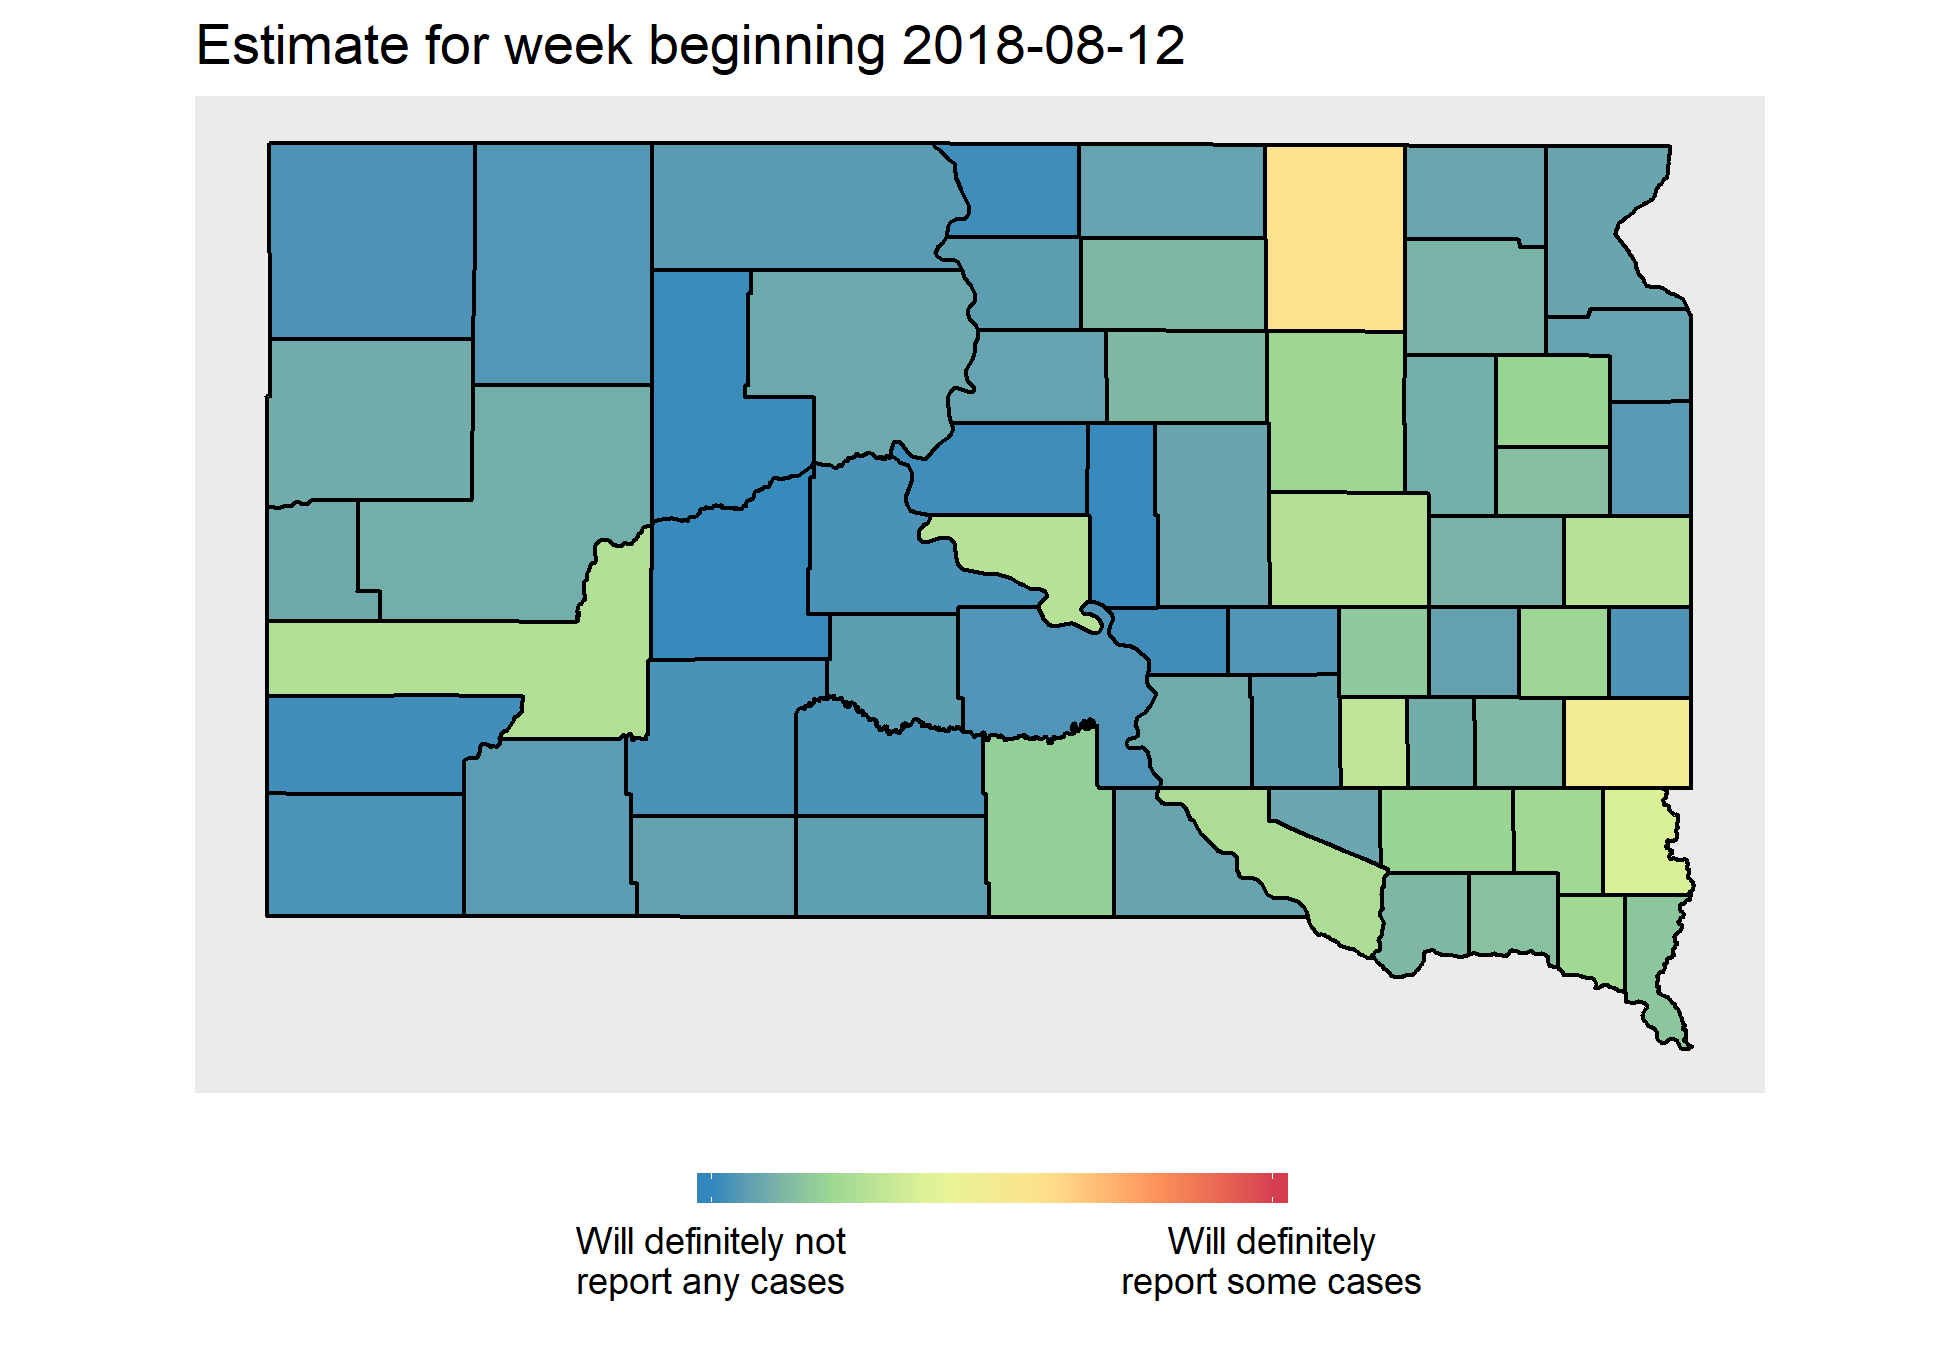 Estimate for week beginning 2018-08-12
Will definitely not
report any cases
Will definitely
report some cases